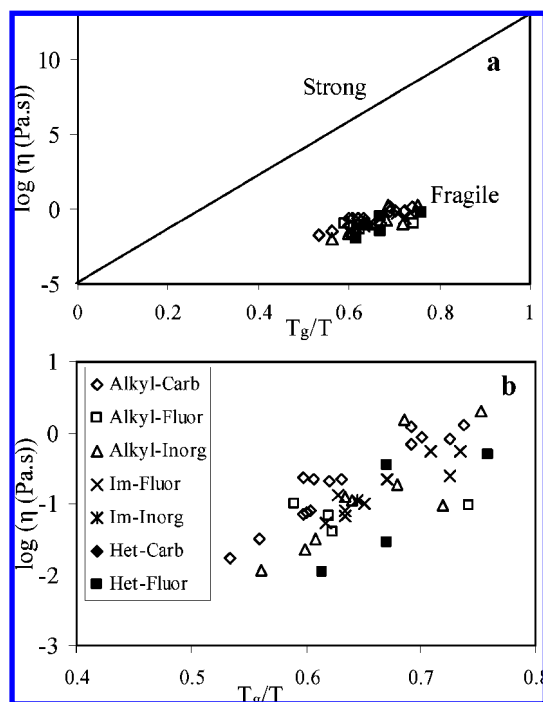 a
10
5
0
-5
log (η (Pa.s))
Strong
Fragile
0 0.2 0.4 0.6 0.8 1
Tg/T
b
1
0
-1
-2
-3
log (η (Pa.s))
Alkyl-Carb
Alkyl-Fluor
Alkyl-Inorg
Im-Fluor
Im-Inorg
Het-Carb
Het-Fluor
0.4 0.5 0.6 0.7 0.8
Tg/T